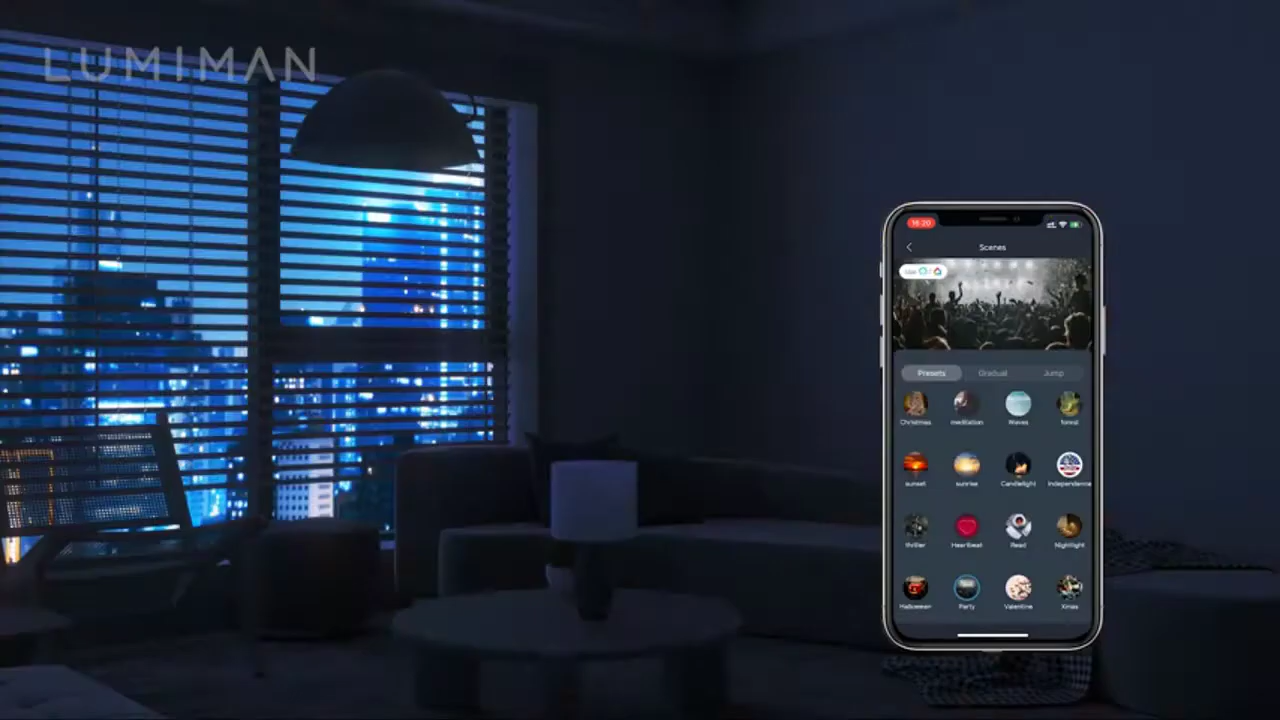 LUMIMAN
16:20
Scenes
Use
Presets Gradual Jump
Christmas meditation Waves forest
sunset sunrise Candlelight Independence
thriller Heartbeat Read Nightlight
Halloween Party Valentine Xmas